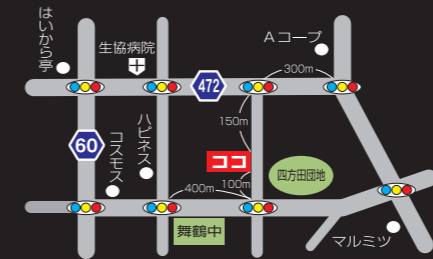 はいから亭
生協病院
Aコープ
300m
472
150m
60
コスモス
ハピネス
ココ
100m
四方田団地
400m
舞鶴中
マルミツ